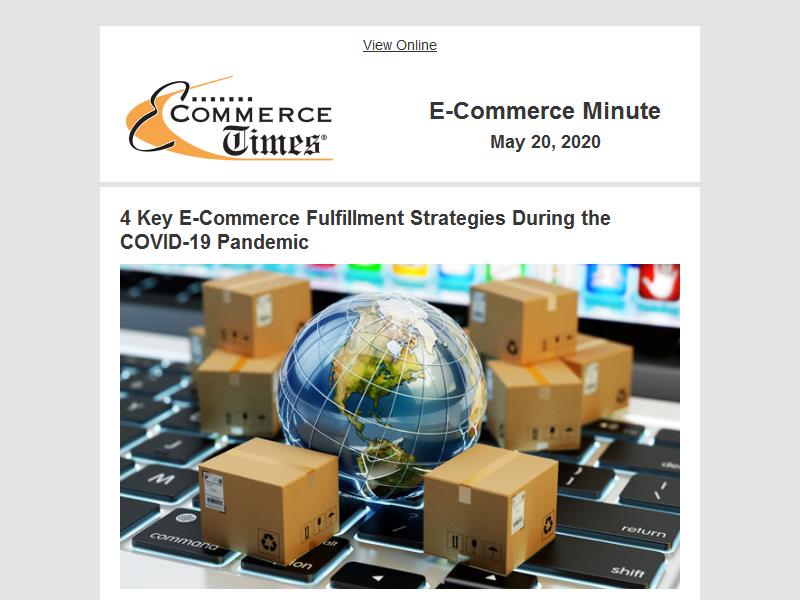 View Online
E-COMMERCE
Times®
E-Commerce Minute
May 20, 2020
4 Key E-Commerce Fulfillment Strategies During the
COVID-19 Pandemic
M
command
option
return
shift